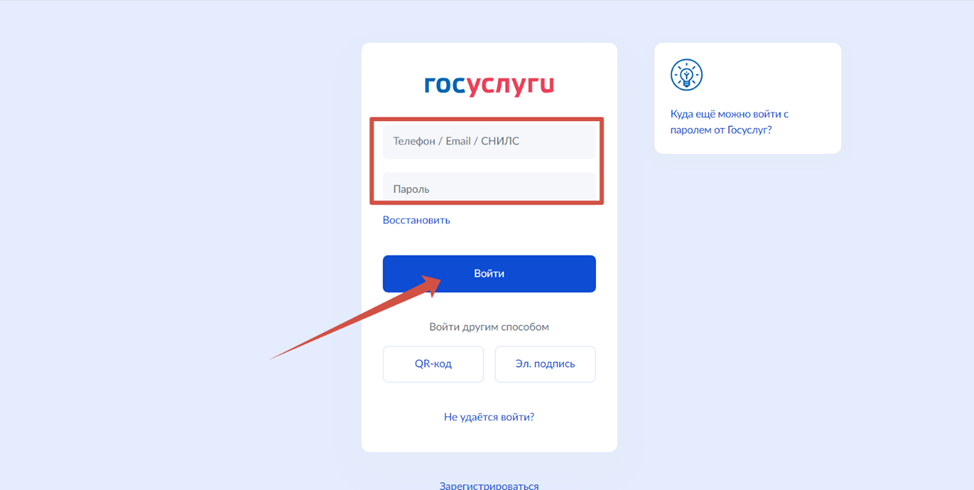 госуслуги
Телефон / Email / СНИЛС
Пароль
Восстановить
Войти
Войти другим способом
QR-код
Эл. подпись
Не удаётся войти?
Зарегистрироваться
Куда ещё можно войти с
паролем от Госуслуг?